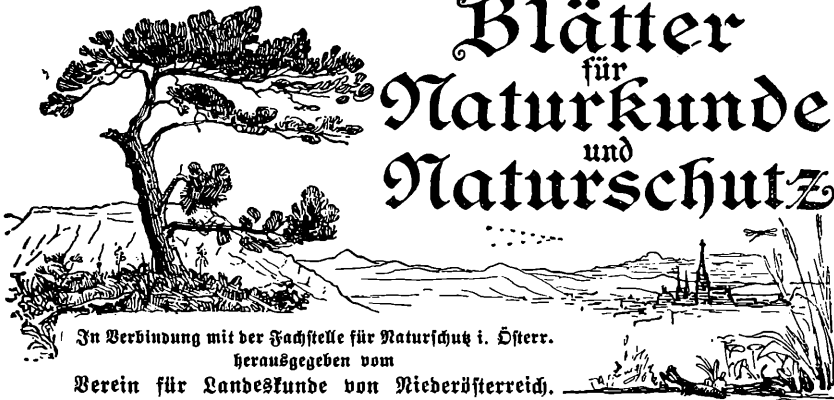 Blätter
für
Naturkunde
und
Naturschutz
In Verbindung mit der Fachstelle für Naturschutz i. Österr.
herausgegeben vom
Verein für Landeskunde von Niederösterreich.